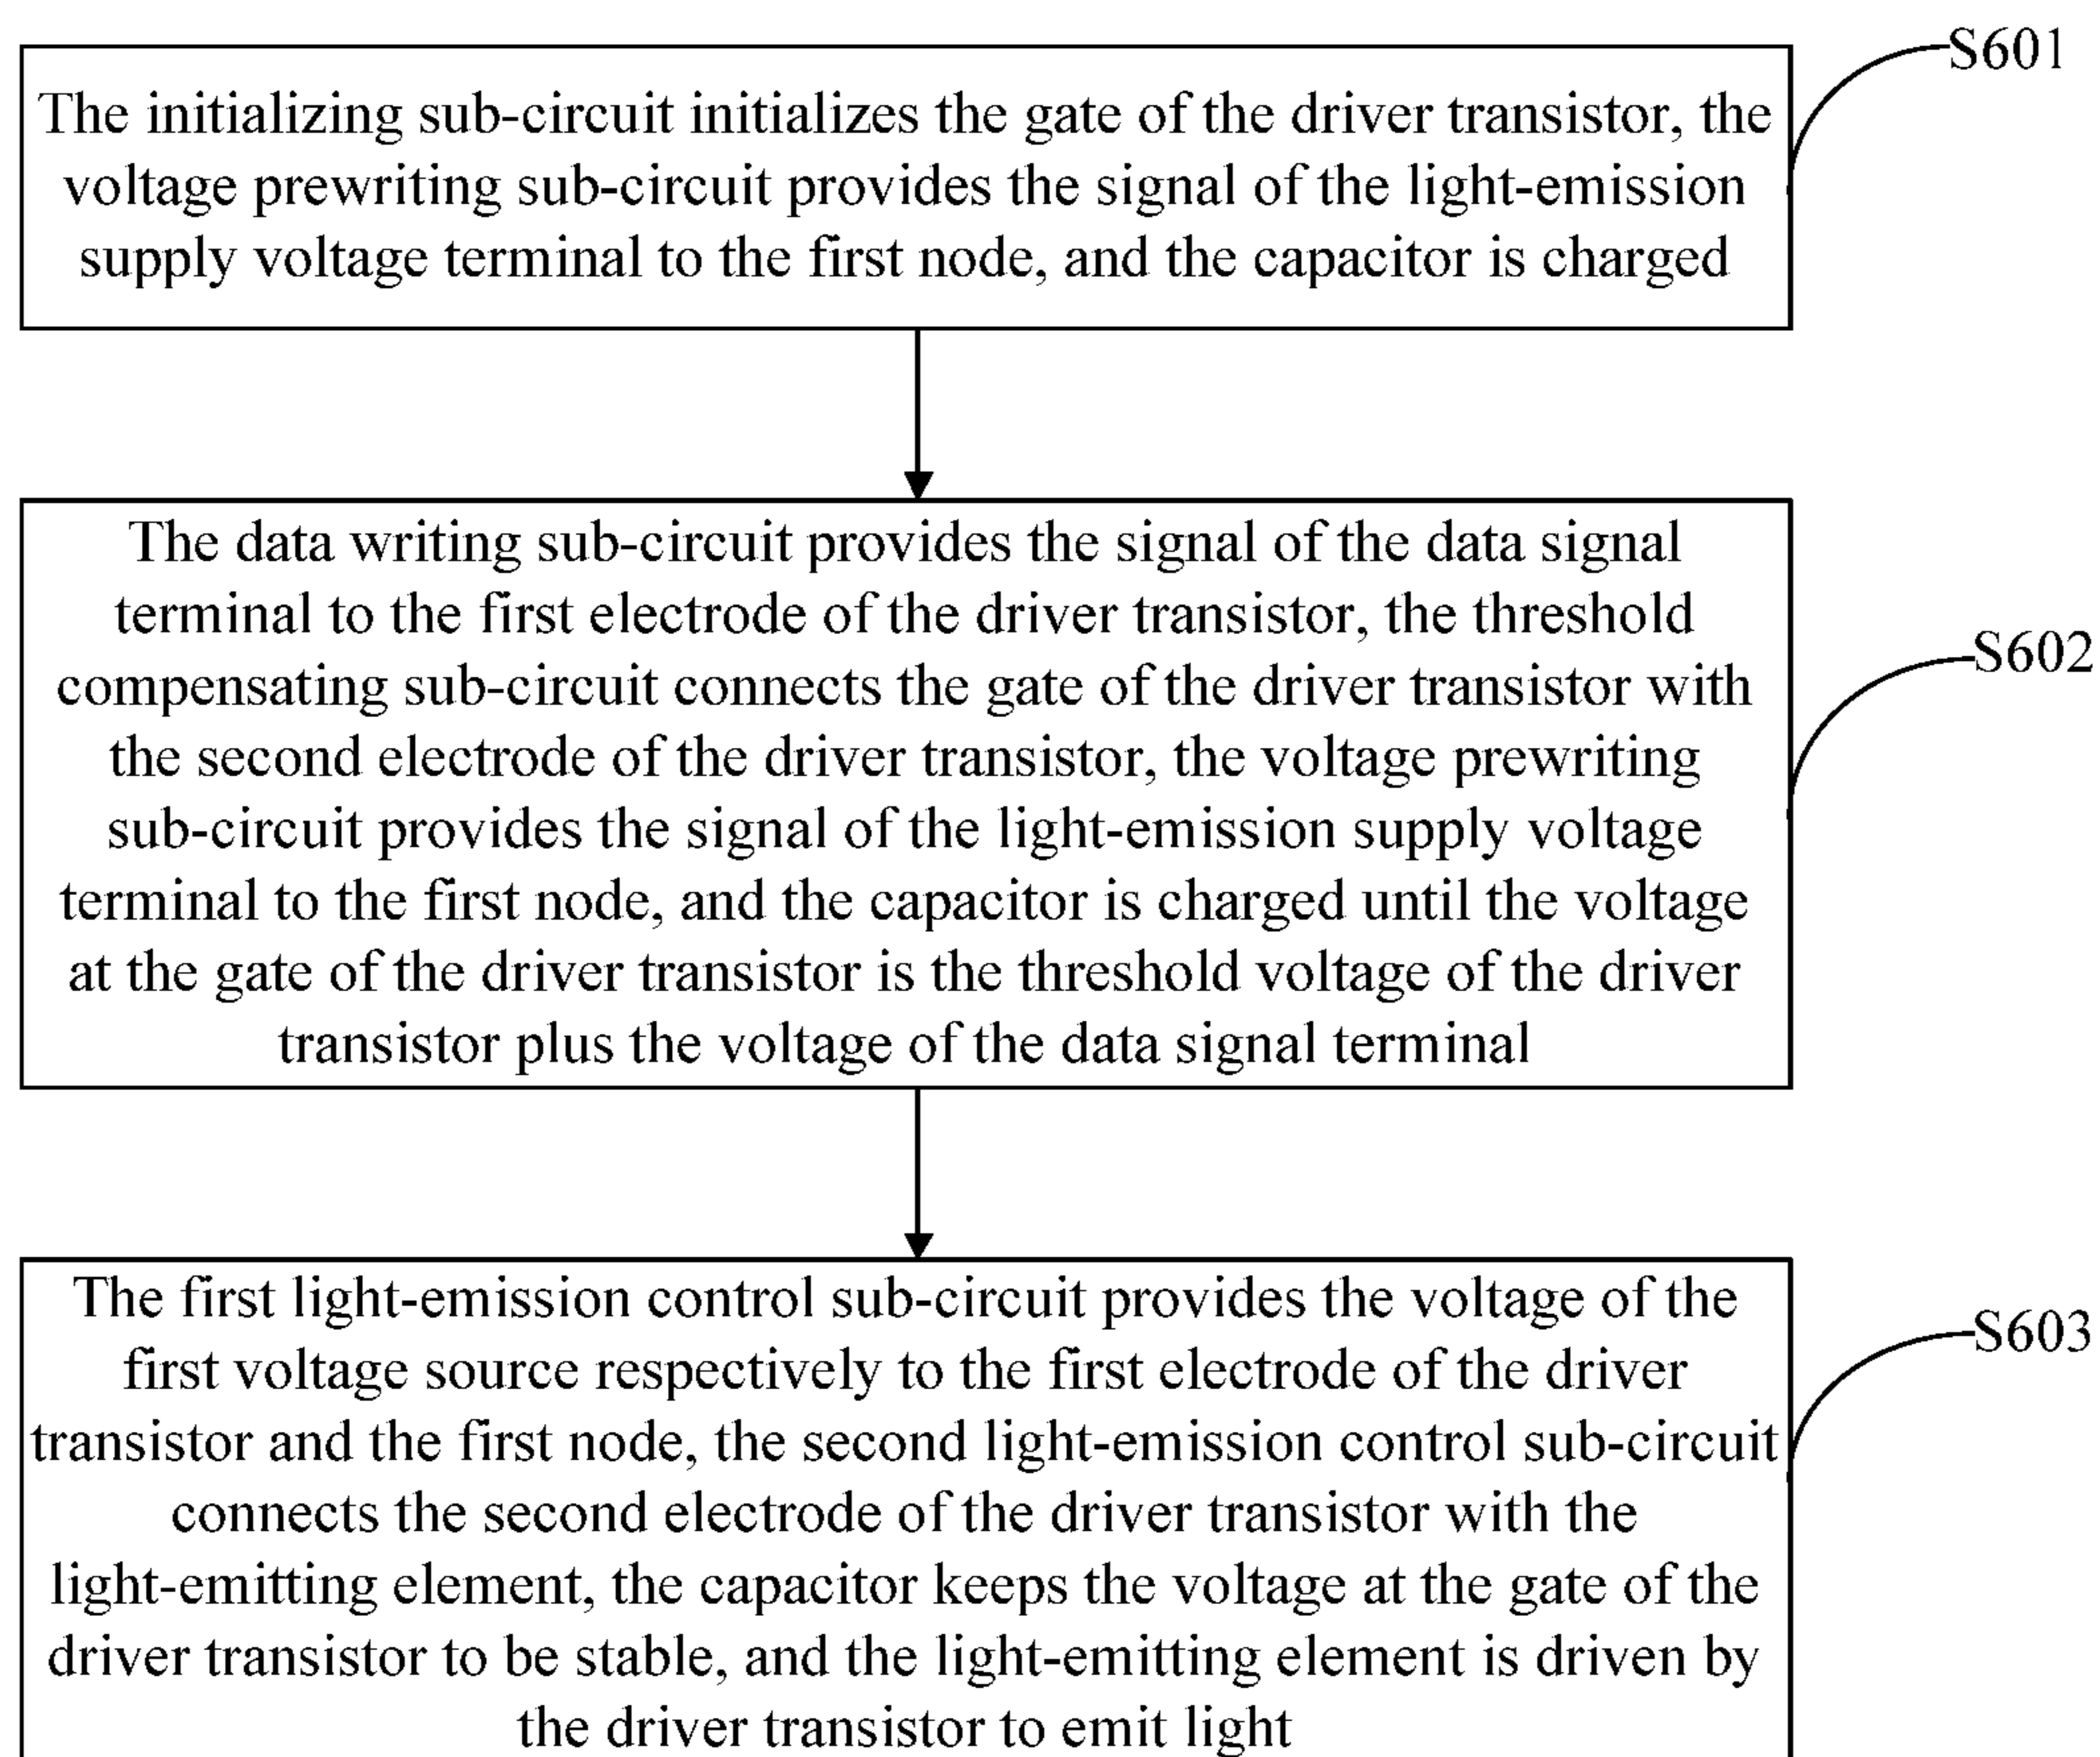 S601
The initializing sub-circuit initializes the gate of the driver transistor, the
voltage prewriting sub-circuit provides the signal of the light-emission
supply voltage terminal to the first node, and the capacitor is charged
The data writing sub-circuit provides the signal of the data signal
terminal to the first electrode of the driver transistor, the threshold
compensating sub-circuit connects the gate of the driver transistor with
the second electrode of the driver transistor, the voltage prewriting
sub-circuit provides the signal of the light-emission supply voltage
terminal to the first node, and the capacitor is charged until the voltage
at the gate of the driver transistor is the threshold voltage of the driver
transistor plus the voltage of the data signal terminal
S602
The first light-emission control sub-circuit provides the voltage of the
first voltage source respectively to the first electrode of the driver
transistor and the first node, the second light-emission control sub-circuit
connects the second electrode of the driver transistor with the
light-emitting element, the capacitor keeps the voltage at the gate of the
driver transistor to be stable, and the light-emitting element is driven by
the driver transistor to emit light
S603